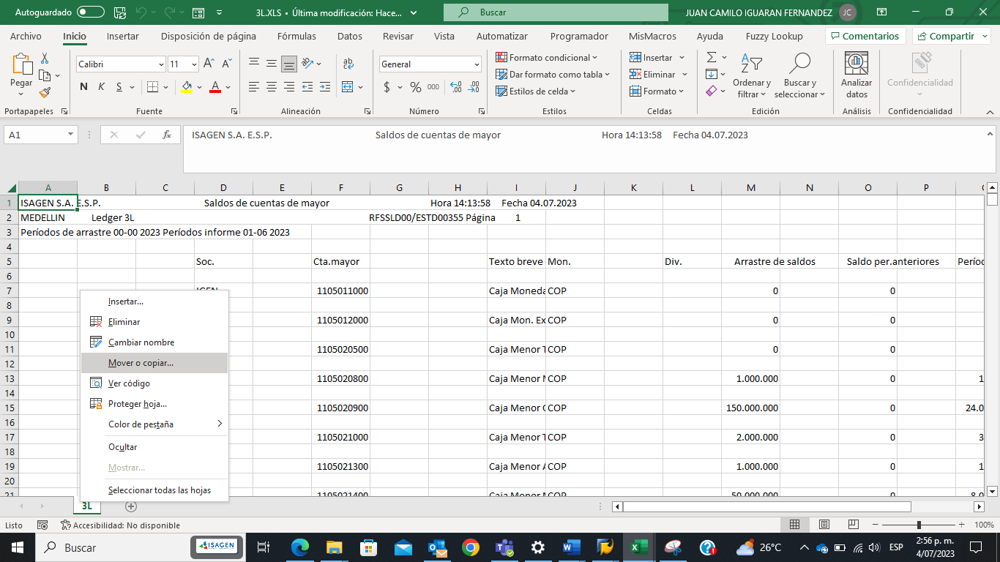 Autoguardado 3L.XLS • Última modificación: Hace... Buscar JUAN CAMILO IGUARAN FERNANDEZ JC
Archivo Inicio Insertar Disposición de página Fórmulas Datos Revisar Vista Automatizar Programador MisMacros Ayuda Fuzzy Lookup Comentarios Compartir
Pegar
Calibri 11
N K S
General
$ % 000
Formato condicional
Dar formato como tabla
Estilos de celda
Insertar
Eliminar
Formato
Ordenar y filtrar
Buscar y seleccionar
Analizar datos
Confidencialidad
Portapapeles Fuente Alineación Número Estilos Celdas Edición Análisis Confidencialidad
A1 fx ISAGEN S.A. E.S.P. Saldos de cuentas de mayor Hora 14:13:58 Fecha 04.07.2023
A B C D E F G H I J K L M N O P
1 ISAGEN S.A. E.S.P. Saldos de cuentas de mayor Hora 14:13:58 Fecha 04.07.2023
2 MEDELLIN Ledger 3L RFSSLD00/ESTD00355 Página 1
3 Períodos de arrastre 00-00 2023 Períodos informe 01-06 2023
4
5 Soc. Cta.mayor Texto breve Mon. Div. Arrastre de saldos Saldo per.anteriores Períoc
6
7 IGEN 1105011000 Caja Moneda COP 0 0
8
9 1105012000 Caja Mon. Ex COP 0 0
10
11 1105020500 Caja Menor T COP 0 0
12
13 1105020800 Caja Menor M COP 1.000.000 0 1
14
15 1105020900 Caja Menor C COP 150.000.000 0 24.0
16
17 1105021000 Caja Menor T COP 2.000.000 0 3
18
19 1105021300 Caja Menor A COP 1.000.000 0 1
20
21 1105021400 Caja Menor M COP 50.000.000 0 8.0
Insertar...
Eliminar
Cambiar nombre
Mover o copiar...
Ver código
Proteger hoja...
Color de pestaña
Ocultar
Mostrar...
Seleccionar todas las hojas
3L
Listo Accesibilidad: No disponible 100%
Buscar ISAGEN 26°C ESP 2:56 p. m.
4/07/2023